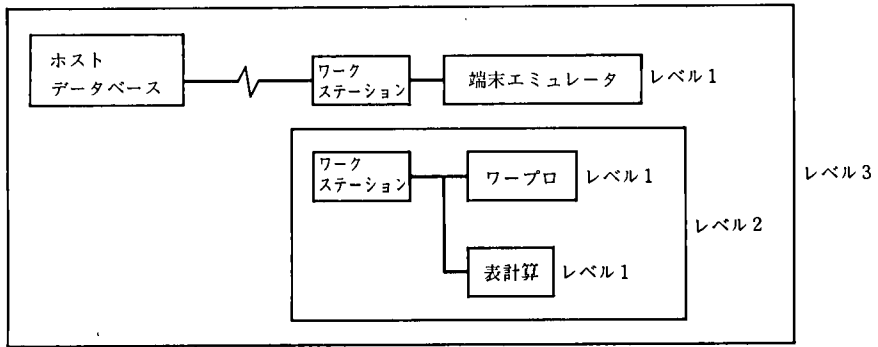 ホスト
データベース
ワーク
ステーション
端末エミュレータ
レベル1
ワーク
ステーション
ワープロ
レベル1
レベル3
レベル2
表計算
レベル1